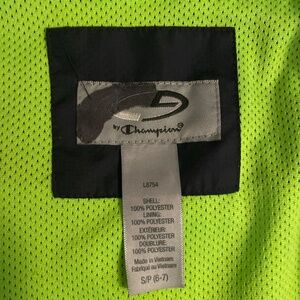 by Champion
L8754
SHELL:
100% POLYESTER
LINING:
100% POLYESTER
EXTÉRIEUR:
100% POLYESTER
DOUBLURE
100% POLYESTER
Made in Vietnam
Fabriqué au Vietnam
S/P (6-7)